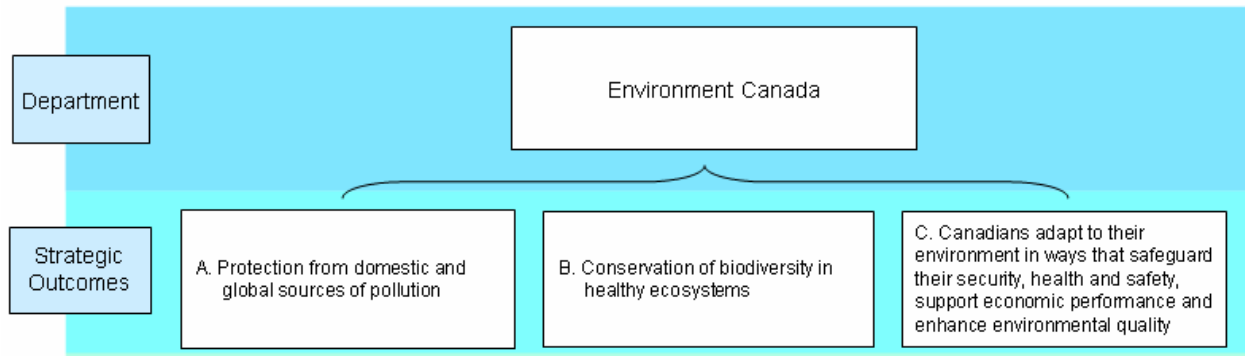 Department
Environment Canada
Strategic
Outcomes
A. Protection from domestic and
global sources of pollution
B. Conservation of biodiversity in
healthy ecosystems
C. Canadians adapt to their
environment in ways that safeguard
their security, health and safety,
support economic performance and
enhance environmental quality